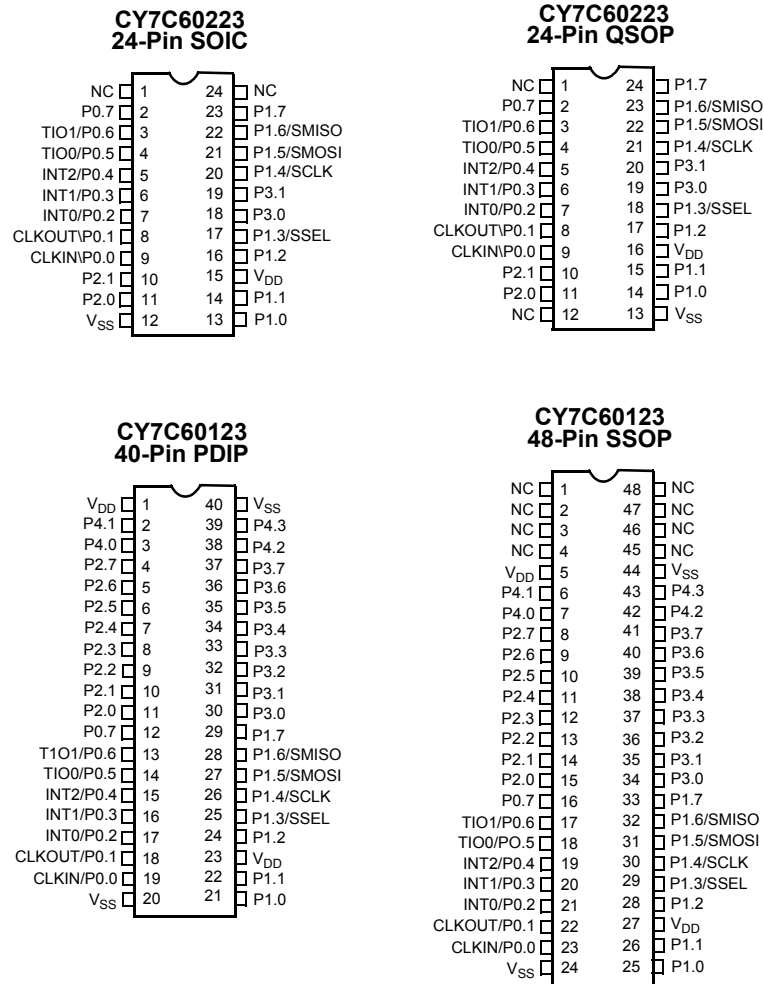 CY7C60223
24-Pin SOIC
NC 1 24 NC
P0.7 2 23 P1.7
TIO1/P0.6 3 22 P1.6/SMISO
TIO0/P0.5 4 21 P1.5/SMOSI
INT2/P0.4 5 20 P1.4/SCLK
INT1/P0.3 6 19 P3.1
INT0/P0.2 7 18 P3.0
CLKOUT\P0.1 8 17 P1.3/SSEL
CLKIN\P0.0 9 16 P1.2
P2.1 10 15 VDD
P2.0 11 14 P1.1
VSS 12 13 P1.0
CY7C60223
24-Pin QSOP
NC 1 24 P1.7
P0.7 2 23 P1.6/SMISO
TIO1/P0.6 3 22 P1.5/SMOSI
TIO0/P0.5 4 21 P1.4/SCLK
INT2/P0.4 5 20 P3.1
INT1/P0.3 6 19 P3.0
INT0/P0.2 7 18 P1.3/SSEL
CLKOUT\P0.1 8 17 P1.2
CLKIN\P0.0 9 16 VDD
P2.1 10 15 P1.1
P2.0 11 14 P1.0
NC 12 13 VSS
CY7C60123
40-Pin PDIP
VDD 1 40 VSS
P4.1 2 39 P4.3
P4.0 3 38 P4.2
P2.7 4 37 P3.7
P2.6 5 36 P3.6
P2.5 6 35 P3.5
P2.4 7 34 P3.4
P2.3 8 33 P3.3
P2.2 9 32 P3.2
P2.1 10 31 P3.1
P2.0 11 30 P3.0
P0.7 12 29 P1.7
T1O1/P0.6 13 28 P1.6/SMISO
TIO0/P0.5 14 27 P1.5/SMOSI
INT2/P0.4 15 26 P1.4/SCLK
INT1/P0.3 16 25 P1.3/SSEL
INT0/P0.2 17 24 P1.2
CLKOUT/P0.1 18 23 VDD
CLKIN/P0.0 19 22 P1.1
VSS 20 21 P1.0
CY7C60123
48-Pin SSOP
NC 1 48 NC
NC 2 47 NC
NC 3 46 NC
NC 4 45 NC
VDD 5 44 VSS
P4.1 6 43 P4.3
P4.0 7 42 P4.2
P2.7 8 41 P3.7
P2.6 9 40 P3.6
P2.5 10 39 P3.5
P2.4 11 38 P3.4
P2.3 12 37 P3.3
P2.2 13 36 P3.2
P2.1 14 35 P3.1
P2.0 15 34 P3.0
P0.7 16 33 P1.7
TIO1/P0.6 17 32 P1.6/SMISO
TIO0/PO.5 18 31 P1.5/SMOSI
INT2/P0.4 19 30 P1.4/SCLK
INT1/P0.3 20 29 P1.3/SSEL
INT0/P0.2 21 28 P1.2
CLKOUT/P0.1 22 27 VDD
CLKIN/P0.0 23 26 P1.1
VSS 24 25 P1.0